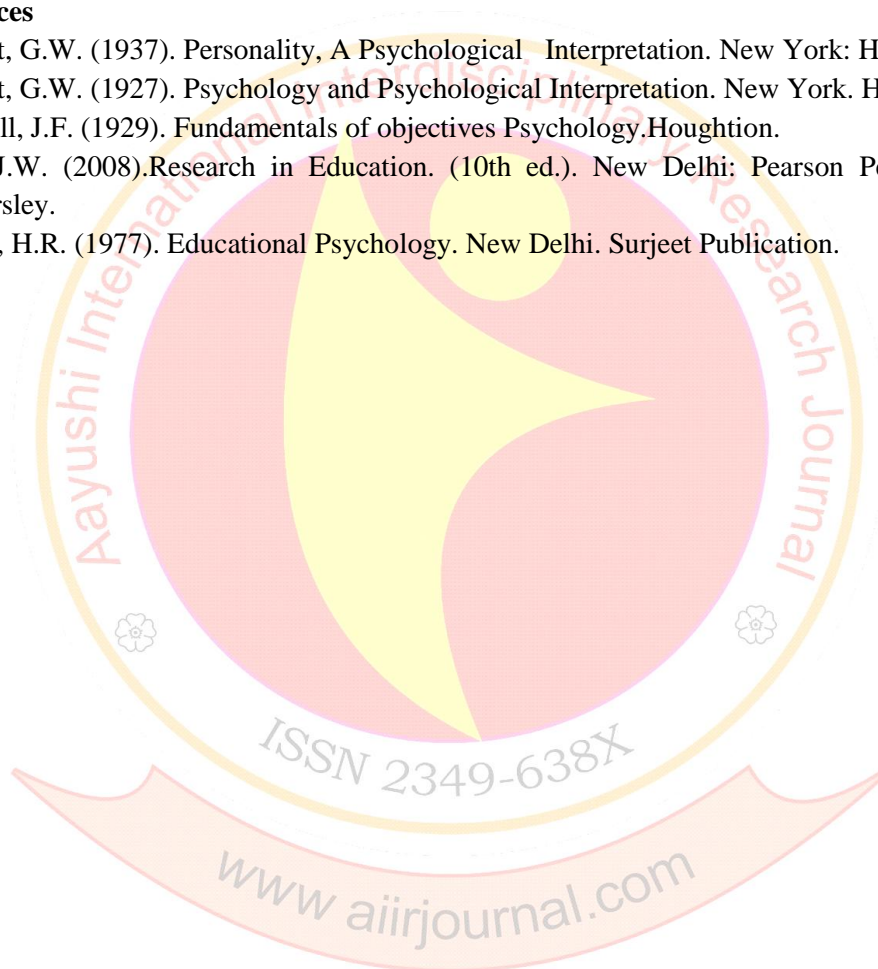 ces
t, G.W. (1937). Personality, A Psychological Interpretation. New York: H
t, G.W. (1927). Psychology and Psychological Interpretation. New York. H
ll, J.F. (1929). Fundamentals of objectives Psychology.Houghtion.
J.W. (2008).Research in Education. (10th ed.). New Delhi: Pearson Pe
rsley.
, H.R. (1977). Educational Psychology. New Delhi. Surjeet Publication.
Aayushi International Interdisciplinary Research Journal
ISSN 2349-638X
www aiirjournal.com